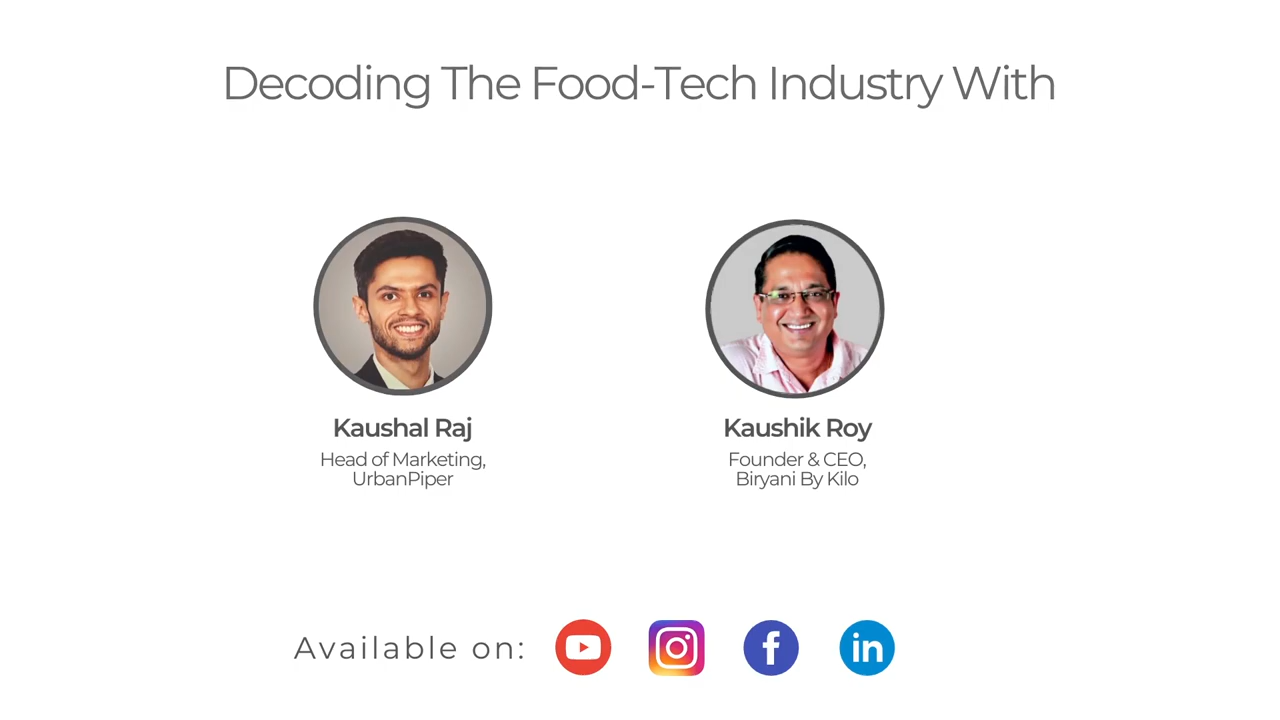 Decoding The Food-Tech Industry With
Kaushal Raj
Head of Marketing,
UrbanPiper
Kaushik Roy
Founder & CEO,
Biryani By Kilo
Available on:
f
in